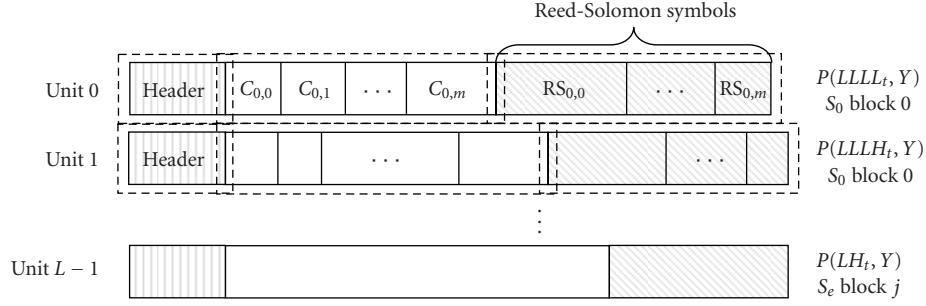 Reed-Solomon symbols
Unit 0 Header C₀,₀ C₀,₁ · · · C₀,ₘ RS₀,₀ · · · RS₀,ₘ P(LLLLₜ, Y)
S₀ block 0
Unit 1 Header · · · · · · P(LLLHₜ, Y)
S₀ block 0
⋮
Unit L − 1 P(LHₜ, Y)
Sₑ block j